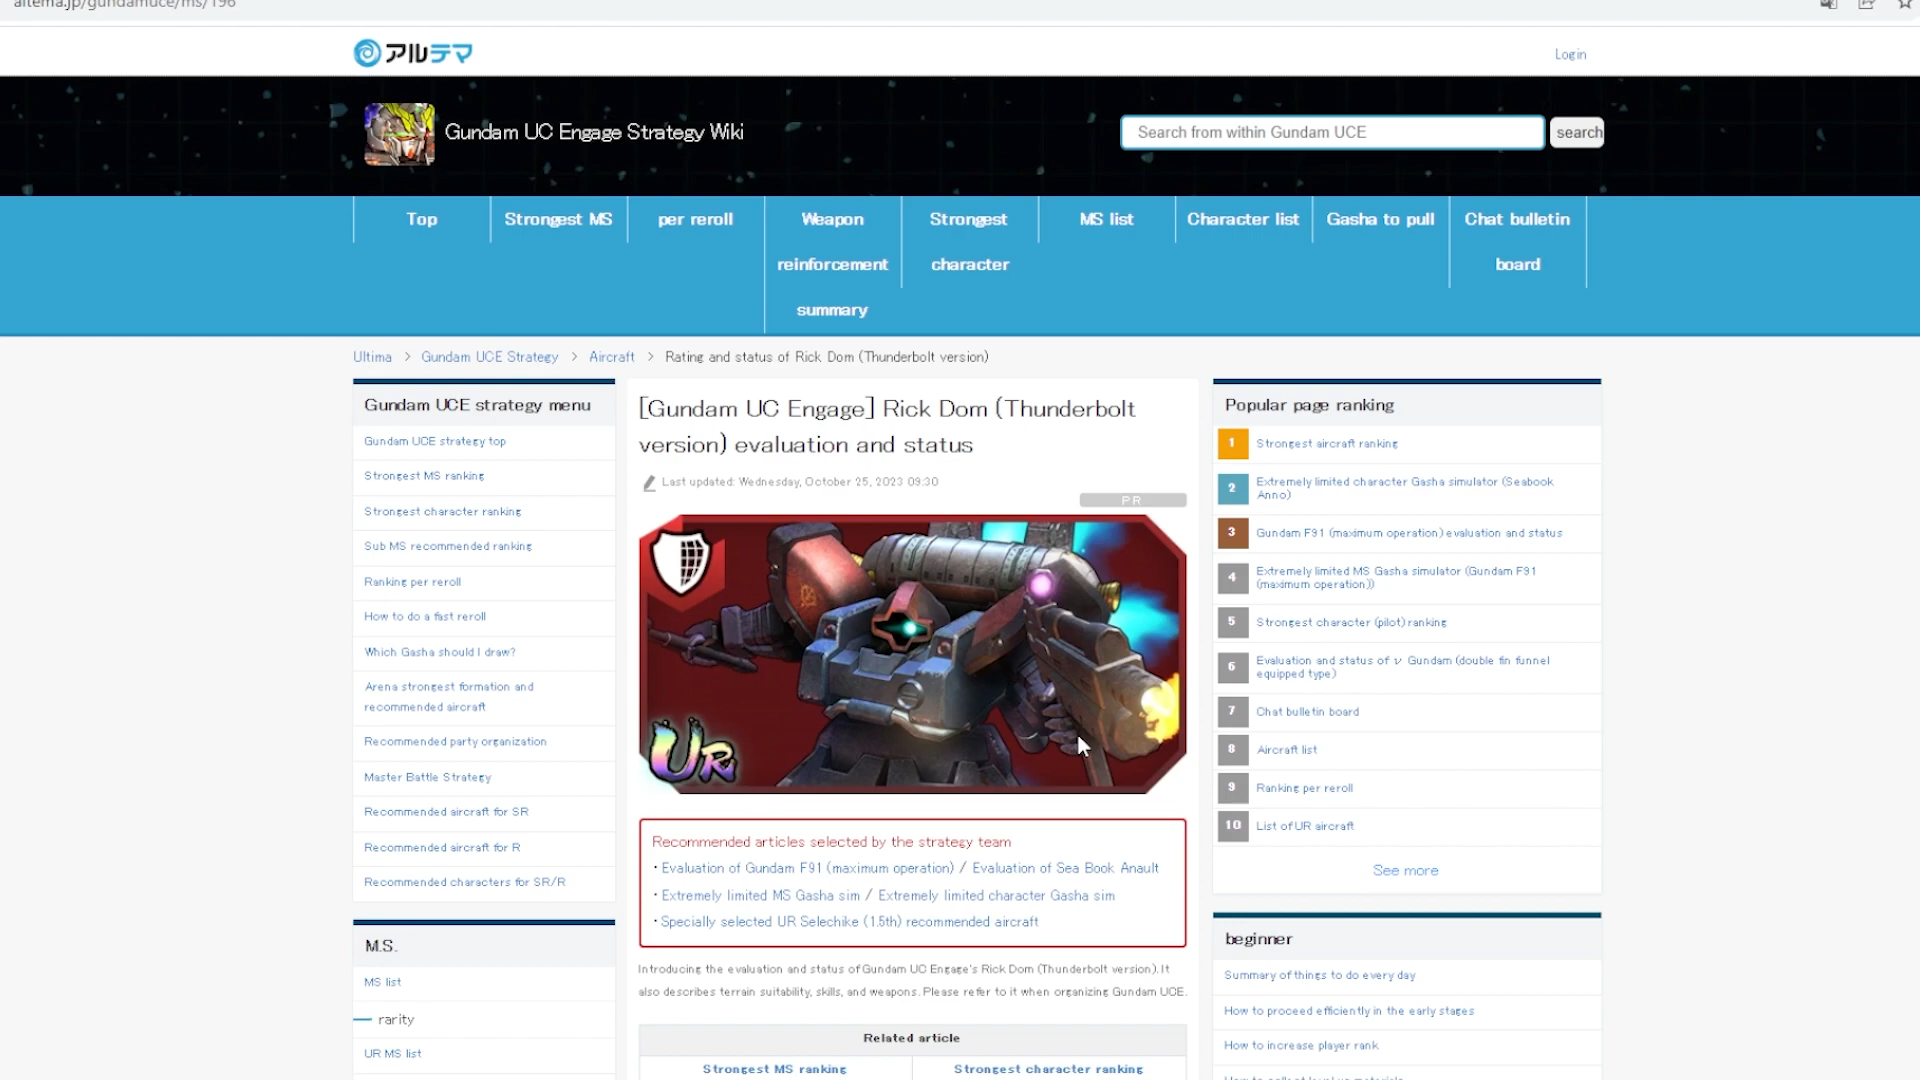 altema.jp/gundamuce/ms/196
アルテマ
Login
Gundam UC Engage Strategy Wiki
Search from within Gundam UCE
search
Top
Strongest MS
per reroll
Weapon
reinforcement
summary
Strongest
character
MS list
Character list
Gasha to pull
Chat bulletin
board
Ultima > Gundam UCE Strategy > Aircraft > Rating and status of Rick Dom (Thunderbolt version)
Gundam UCE strategy menu
Gundam UCE strategy top
Strongest MS ranking
Strongest character ranking
Sub MS recommended ranking
Ranking per reroll
How to do a fast reroll
Which Gasha should I draw?
Arena strongest formation and
recommended aircraft
Recommended party organization
Master Battle Strategy
Recommended aircraft for SR
Recommended aircraft for R
Recommended characters for SR/R
M.S.
MS list
rarity
UR MS list
[Gundam UC Engage] Rick Dom (Thunderbolt
version) evaluation and status
Last updated: Wednesday, October 25, 2023 09:30
PR
UR
Recommended articles selected by the strategy team
・Evaluation of Gundam F91 (maximum operation) / Evaluation of Sea Book Anault
・Extremely limited MS Gasha sim / Extremely limited character Gasha sim
・Specially selected UR Selechike (1.5th) recommended aircraft
Introducing the evaluation and status of Gundam UC Engage's Rick Dom (Thunderbolt version). It
also describes terrain suitability, skills, and weapons. Please refer to it when organizing Gundam UCE.
Related article
Strongest MS ranking
Strongest character ranking
Popular page ranking
1 Strongest aircraft ranking
2 Extremely limited character Gasha simulator (Seabook
Anno)
3 Gundam F91 (maximum operation) evaluation and status
4 Extremely limited MS Gasha simulator (Gundam F91
(maximum operation))
5 Strongest character (pilot) ranking
6 Evaluation and status of ν Gundam (double fin funnel
equipped type)
7 Chat bulletin board
8 Aircraft list
9 Ranking per reroll
10 List of UR aircraft
See more
beginner
Summary of things to do every day
How to proceed efficiently in the early stages
How to increase player rank